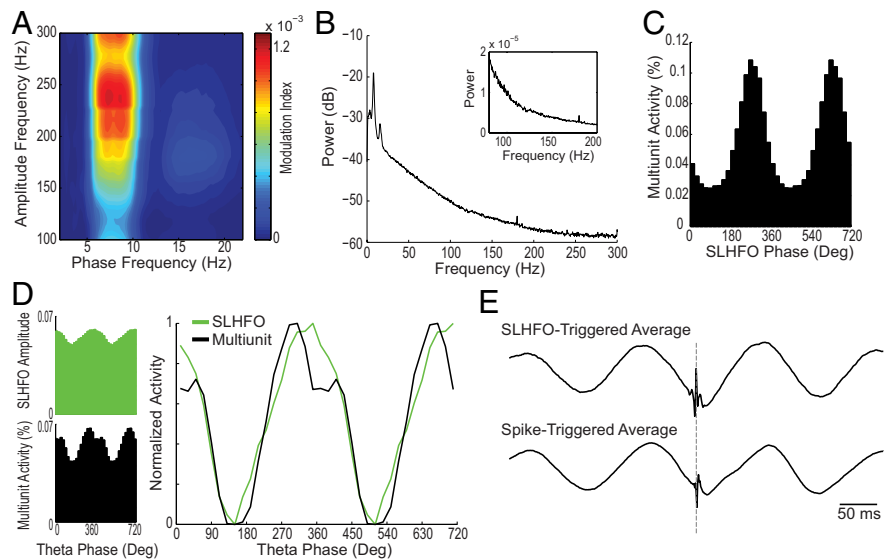 A
x 10⁻³
300
250
200
150
100
Amplitude Frequency (Hz)
5
10
15
20
Phase Frequency (Hz)
1.2
0
Modulation Index
B
−10
−20
−30
−40
−50
−60
Power (dB)
0
50
100
150
200
250
300
Frequency (Hz)
x 10⁻⁵
2
1
0
Power
100
150
200
Frequency (Hz)
C
0.12
0.1
0.08
0.06
0.04
0.02
0
Multiunit Activity (%)
0
180
360
540
720
SLHFO Phase (Deg)
D
0.07
0
SLHFO Amplitude
0.07
0
Multiunit Activity (%)
0
360
720
Theta Phase (Deg)
1
0
Normalized Activity
SLHFO
Multiunit
0
90
180
270
360
450
540
630
720
Theta Phase (Deg)
E
SLHFO-Triggered Average
Spike-Triggered Average
50 ms